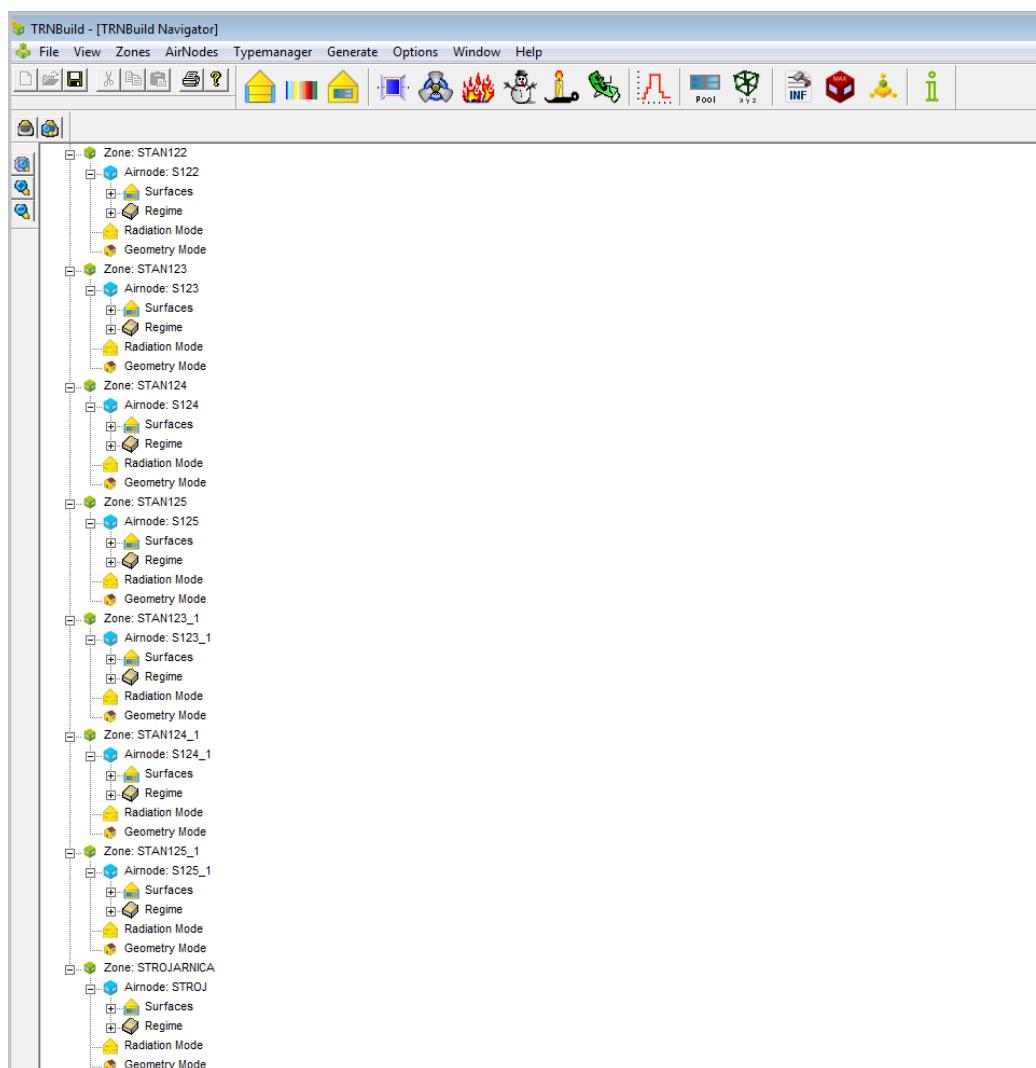 TRNBuild - [TRNBuild Navigator]
File View Zones AirNodes Typemanager Generate Options Window Help
Pool x y z INF MAX
Zone: STAN122
Airnode: S122
Surfaces
Regime
Radiation Mode
Geometry Mode
Zone: STAN123
Airnode: S123
Surfaces
Regime
Radiation Mode
Geometry Mode
Zone: STAN124
Airnode: S124
Surfaces
Regime
Radiation Mode
Geometry Mode
Zone: STAN125
Airnode: S125
Surfaces
Regime
Radiation Mode
Geometry Mode
Zone: STAN123_1
Airnode: S123_1
Surfaces
Regime
Radiation Mode
Geometry Mode
Zone: STAN124_1
Airnode: S124_1
Surfaces
Regime
Radiation Mode
Geometry Mode
Zone: STAN125_1
Airnode: S125_1
Surfaces
Regime
Radiation Mode
Geometry Mode
Zone: STROJARNICA
Airnode: STROJ
Surfaces
Regime
Radiation Mode
Geometry Mode